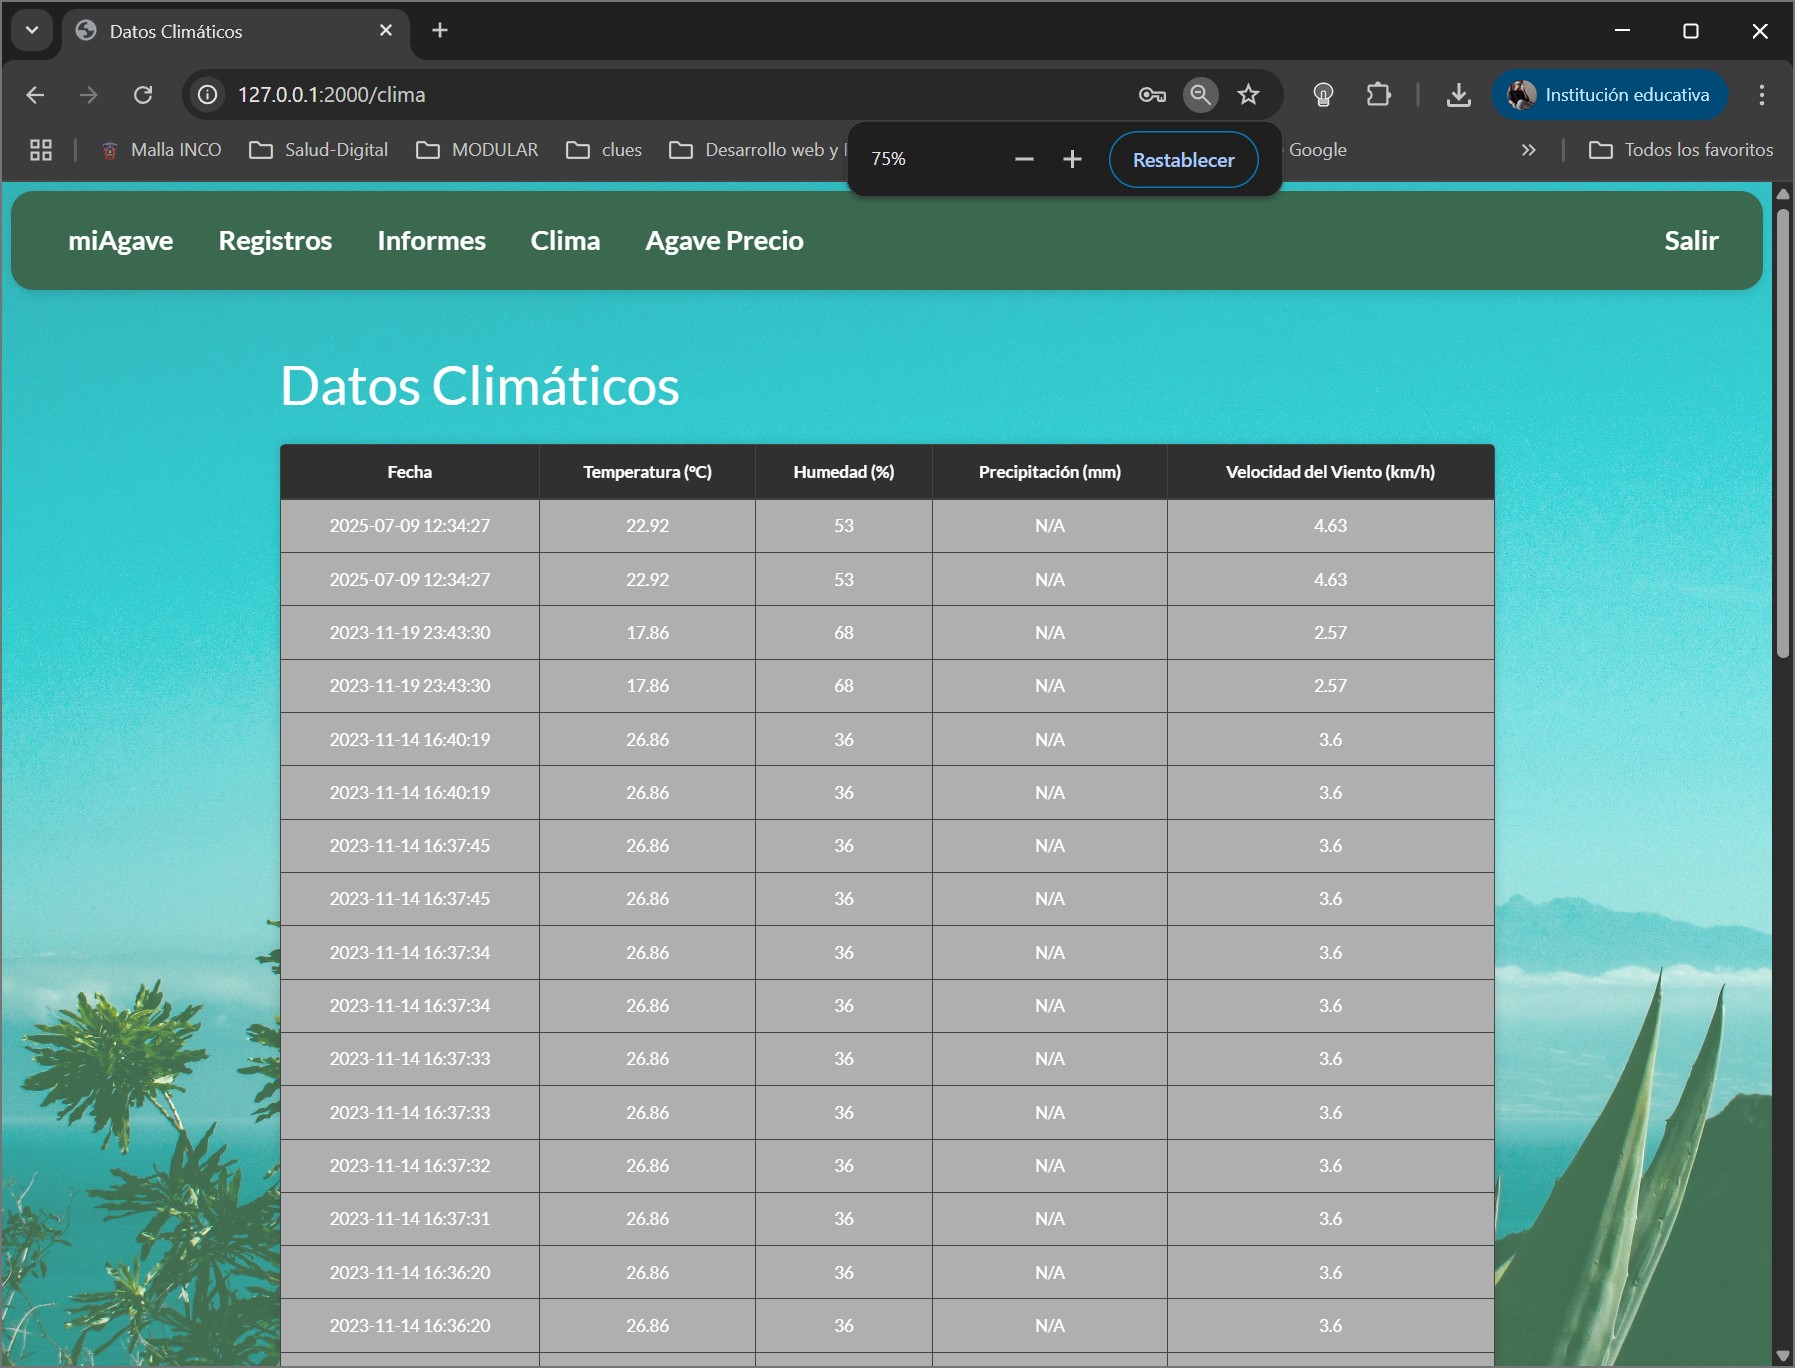 Datos Climáticos
127.0.0.1:2000/clima
Institución educativa
Malla INCO
Salud-Digital
MODULAR
clues
Desarrollo web y
Google
Todos los favoritos
75%
Restablecer
miAgave Registros Informes Clima Agave Precio Salir
Datos Climáticos
Fecha Temperatura (°C) Humedad (%) Precipitación (mm) Velocidad del Viento (km/h)
2025-07-09 12:34:27 22.92 53 N/A 4.63
2025-07-09 12:34:27 22.92 53 N/A 4.63
2023-11-19 23:43:30 17.86 68 N/A 2.57
2023-11-19 23:43:30 17.86 68 N/A 2.57
2023-11-14 16:40:19 26.86 36 N/A 3.6
2023-11-14 16:40:19 26.86 36 N/A 3.6
2023-11-14 16:37:45 26.86 36 N/A 3.6
2023-11-14 16:37:45 26.86 36 N/A 3.6
2023-11-14 16:37:34 26.86 36 N/A 3.6
2023-11-14 16:37:34 26.86 36 N/A 3.6
2023-11-14 16:37:33 26.86 36 N/A 3.6
2023-11-14 16:37:33 26.86 36 N/A 3.6
2023-11-14 16:37:32 26.86 36 N/A 3.6
2023-11-14 16:37:31 26.86 36 N/A 3.6
2023-11-14 16:36:20 26.86 36 N/A 3.6
2023-11-14 16:36:20 26.86 36 N/A 3.6